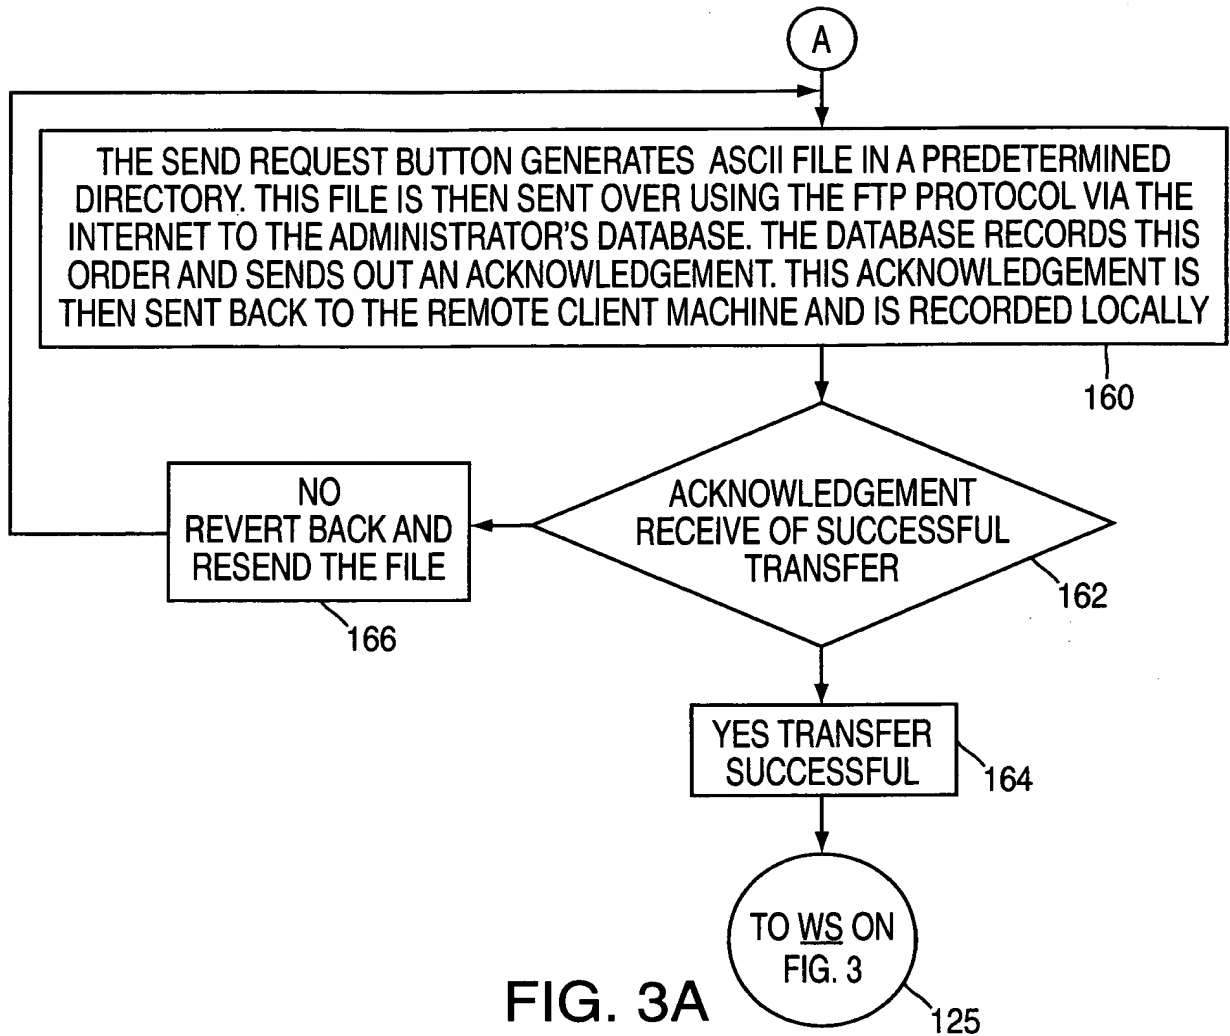 A
THE SEND REQUEST BUTTON GENERATES ASCII FILE IN A PREDETERMINED
DIRECTORY. THIS FILE IS THEN SENT OVER USING THE FTP PROTOCOL VIA THE
INTERNET TO THE ADMINISTRATOR'S DATABASE. THE DATABASE RECORDS THIS
ORDER AND SENDS OUT AN ACKNOWLEDGEMENT. THIS ACKNOWLEDGEMENT IS
THEN SENT BACK TO THE REMOTE CLIENT MACHINE AND IS RECORDED LOCALLY
160
ACKNOWLEDGEMENT
RECEIVE OF SUCCESSFUL
TRANSFER
162
NO
REVERT BACK AND
RESEND THE FILE
166
YES TRANSFER
SUCCESSFUL
164
TO WS ON
FIG. 3
125
FIG. 3A